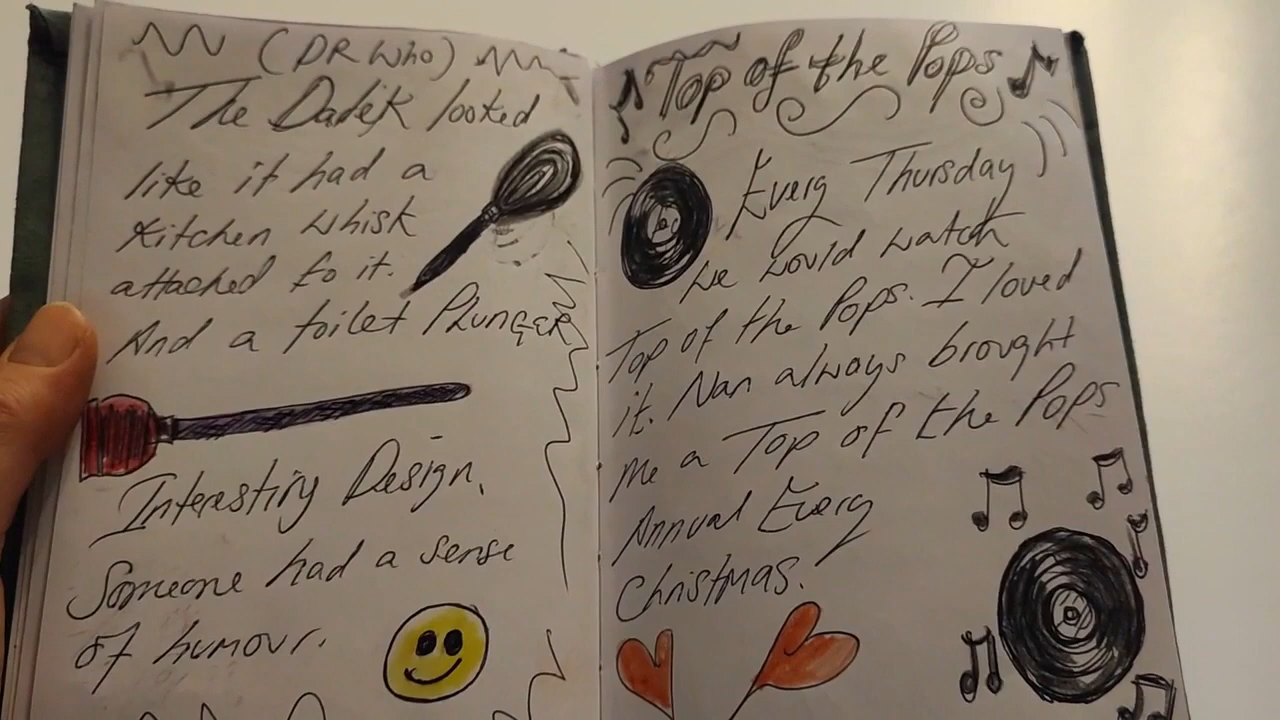 (DR Who)
The Dalek looked
like it had a
kitchen whisk
attached to it.
And a toilet PLUNGER
Interesting Design,
Someone had a sense
of humour.
Top of the Pops
Every Thursday
we would watch
Top of the Pops. I loved
it. Nan always brought
me a Top of the Pops
Annual Every
Christmas.